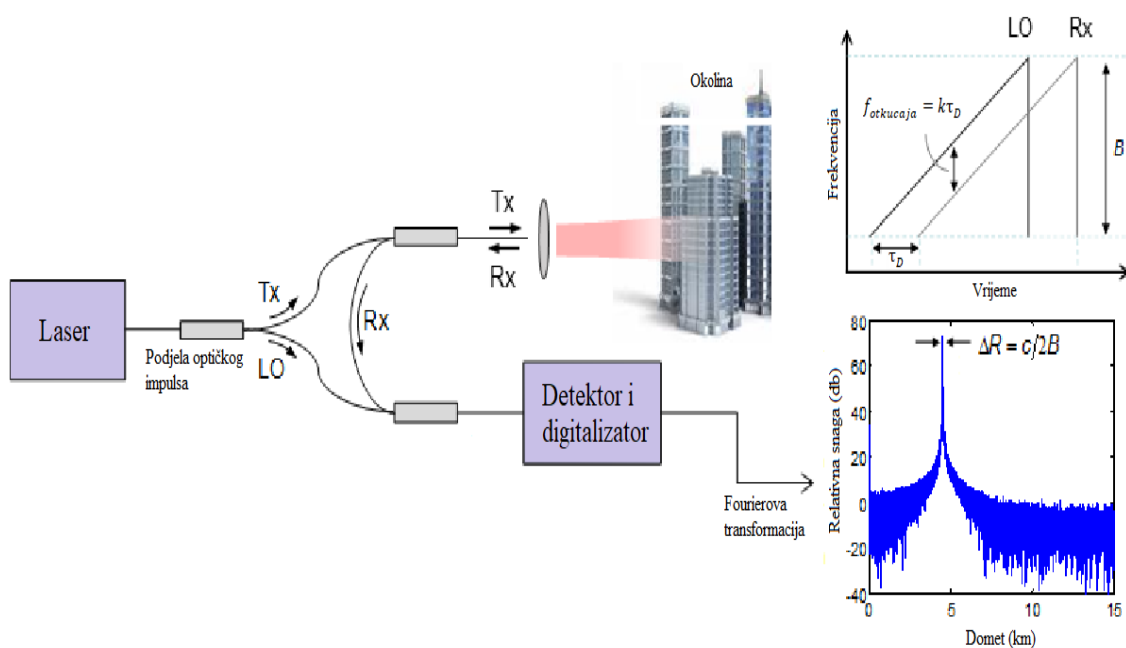 Laser
Podjela optičkog
impulsa
Tx
LO
Rx
Tx
Rx
Okolina
Detektor i
digitalizator
Fourierova
transformacija
LO Rx
Frekvencija
f_otkucaja = kτ_D
B
τ_D
Vrijeme
Relativna snaga (db)
80
60
40
20
0
-20
-40
ΔR = c/2B
0 5 10 15
Domet (km)